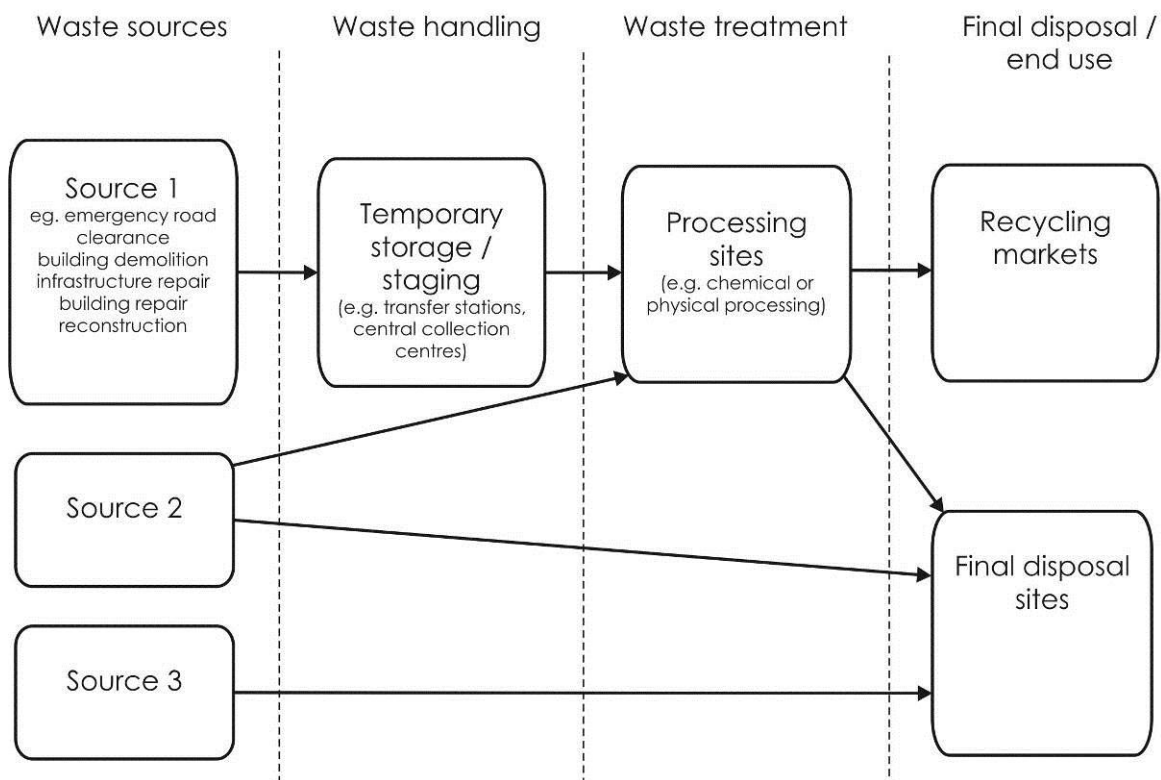 Waste sources
Waste handling
Waste treatment
Final disposal /
end use
Source 1
eg. emergency road
clearance
building demolition
infrastructure repair
building repair
reconstruction
Temporary
storage /
staging
(e.g. transfer stations,
central collection
centres)
Processing
sites
(e.g. chemical or
physical processing)
Recycling
markets
Source 2
Final disposal
sites
Source 3